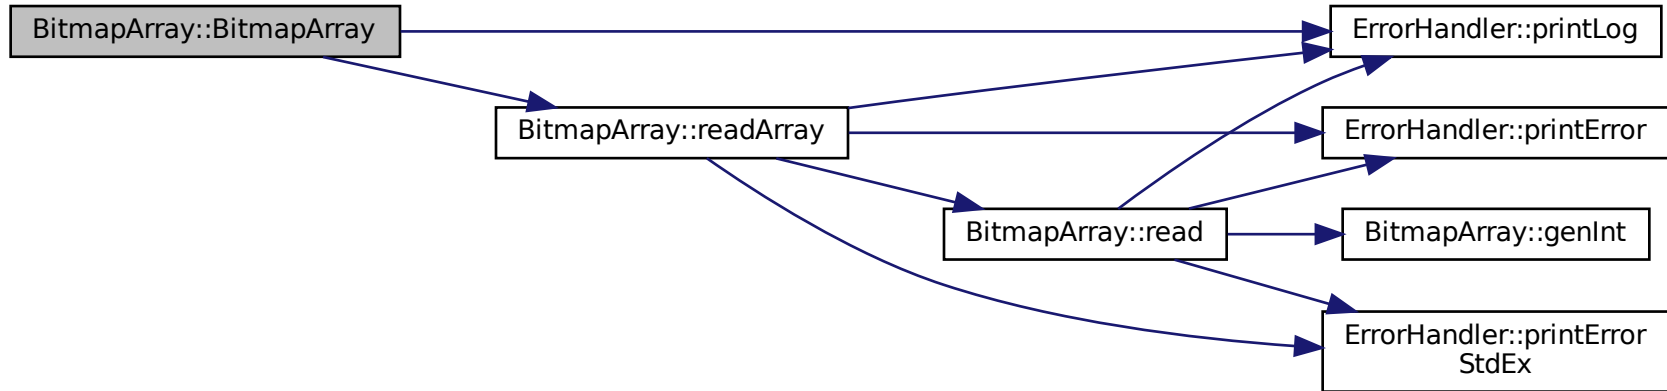 BitmapArray::BitmapArray
ErrorHandler::printLog
BitmapArray::readArray
ErrorHandler::printError
BitmapArray::read
BitmapArray::genInt
ErrorHandler::printError
StdEx